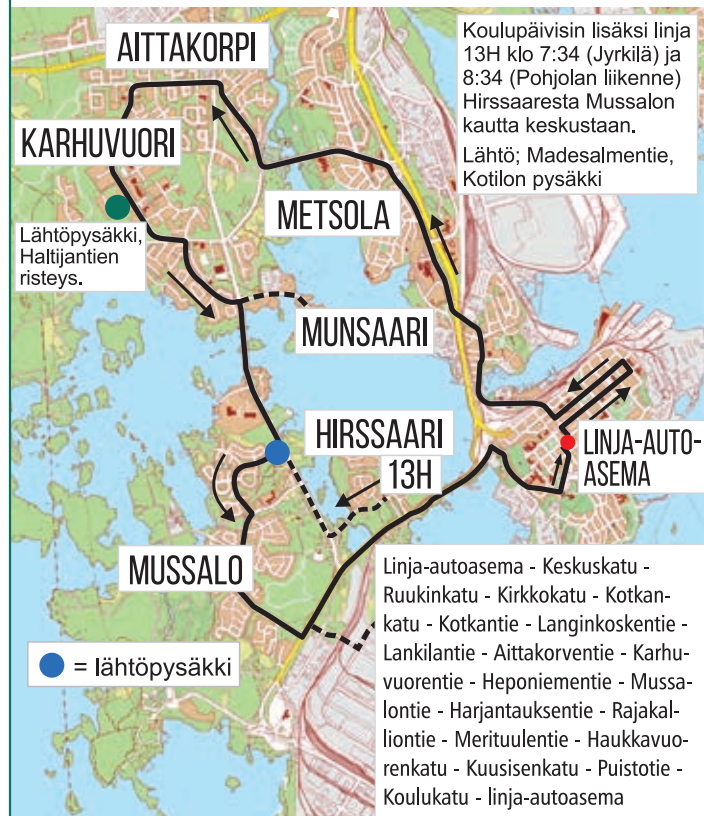 AITTAKORPI
Koulupäivisin lisäksi linja
13H klo 7:34 (Jyrkilä) ja
8:34 (Pohjolan liikenne)
Hirssaaresta Mussalon
kautta keskustaan.
Lähtö; Madesalmentie,
Kotilon pysäkki
KARHUVUORI
METSOLA
Lähtöpysäkki,
Haltijantien
risteys.
MUNSAARI
HIRSSAARI
13H
LINJA-AUTO-
ASEMA
MUSSALO
= lähtöpysäkki
Linja-autoasema - Keskuskatu -
Ruukinkatu - Kirkkokatu - Kotkan-
katu - Kotkantie - Langinkoskentie -
Lankilantie - Aittakorventie - Karhu-
vuorentie - Heponiementie - Mussa-
lontie - Harjantauksentie - Rajakal-
liontie - Merituulentie - Haukkavuo-
renkatu - Kuusisenkatu - Puistotie -
Koulukatu - linja-autoasema